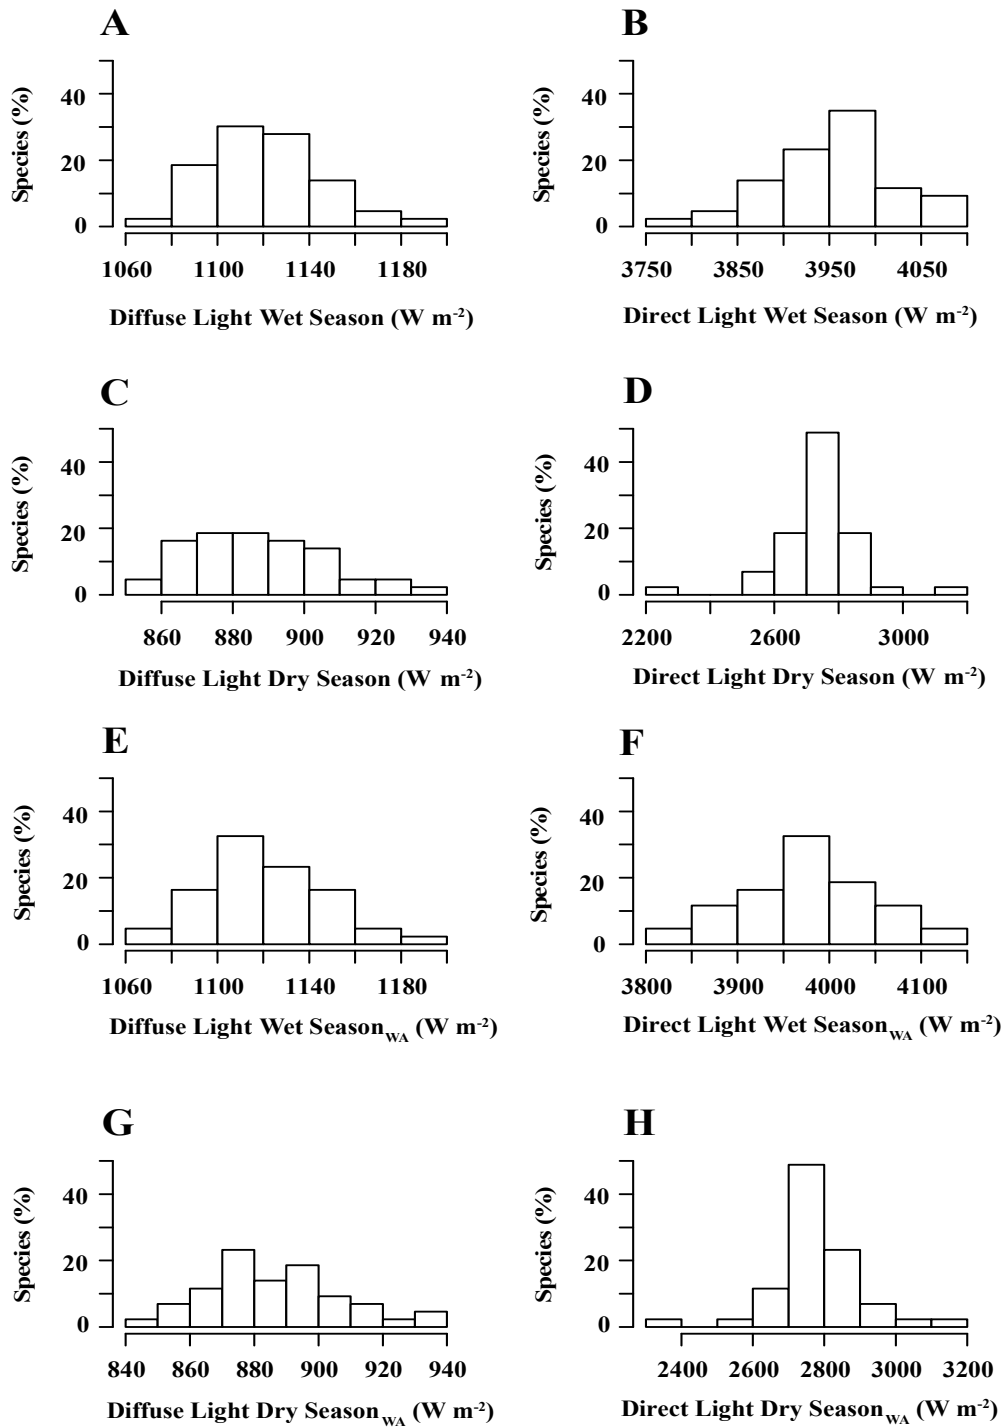 A
Species (%)
40
20
0
1060 1100 1140 1180
Diffuse Light Wet Season (W m⁻²)
B
Species (%)
40
20
0
3750 3850 3950 4050
Direct Light Wet Season (W m⁻²)
C
Species (%)
40
20
0
860 880 900 920 940
Diffuse Light Dry Season (W m⁻²)
D
Species (%)
40
20
0
2200 2600 3000
Direct Light Dry Season (W m⁻²)
E
Species (%)
40
20
0
1060 1100 1140 1180
Diffuse Light Wet Season_WA (W m⁻²)
F
Species (%)
40
20
0
3800 3900 4000 4100
Direct Light Wet Season_WA (W m⁻²)
G
Species (%)
40
20
0
840 860 880 900 920 940
Diffuse Light Dry Season_WA (W m⁻²)
H
Species (%)
40
20
0
2400 2600 2800 3000 3200
Direct Light Dry Season_WA (W m⁻²)